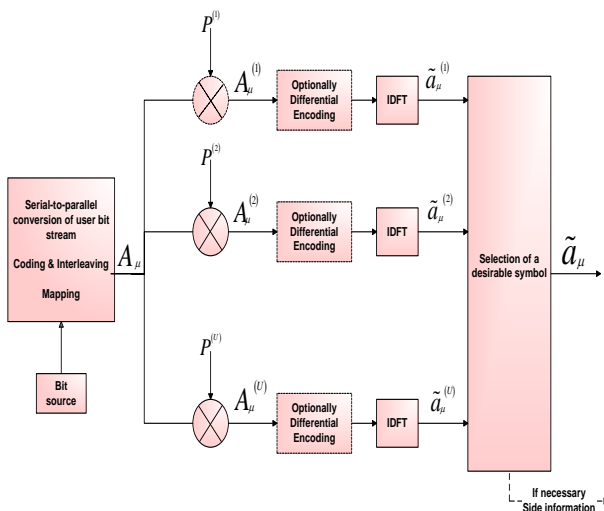 P^(1)
A_μ^(1)
Optionally
Differential
Encoding
IDFT
ã_μ^(1)
P^(2)
A_μ^(2)
Optionally
Differential
Encoding
IDFT
ã_μ^(2)
Serial-to-parallel
conversion of user bit
stream
Coding & Interleaving
Mapping
A_μ
Selection of a
desirable symbol
ã_μ
Bit
source
P^(U)
A_μ^(U)
Optionally
Differential
Encoding
IDFT
ã_μ^(U)
If necessary
Side information